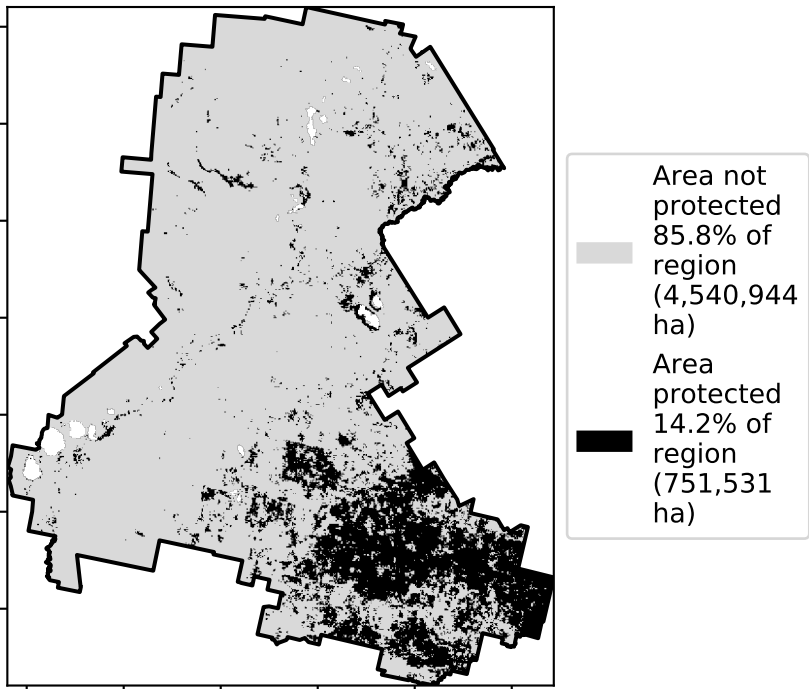 Area not
protected
85.8% of
region
(4,540,944
ha)
Area
protected
14.2% of
region
(751,531
ha)